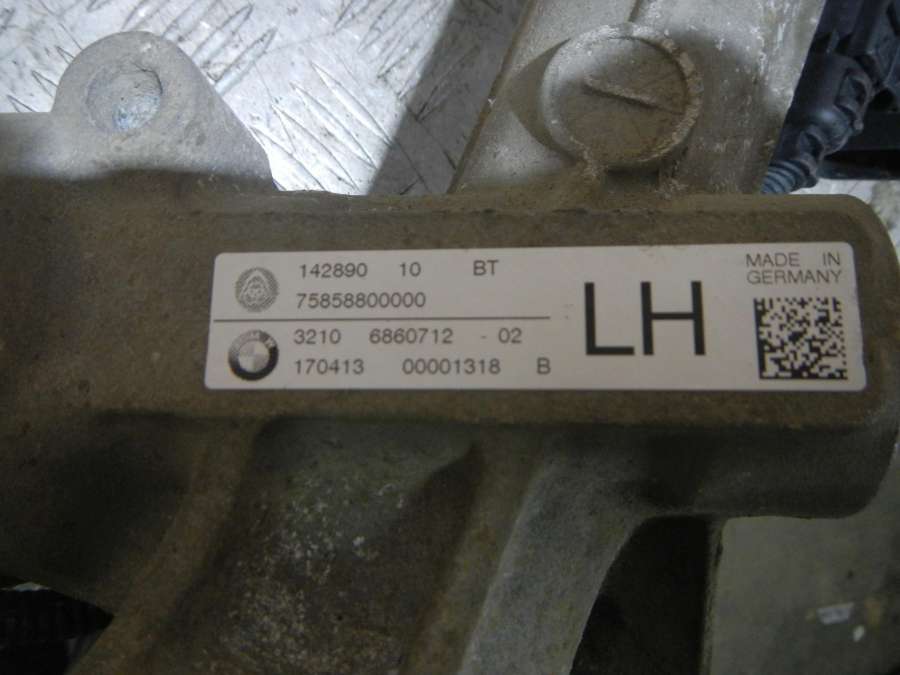 142890 10 BT
75858800000
3210 6860712 - 02
170413 00001318 B
LH
MADE IN
GERMANY